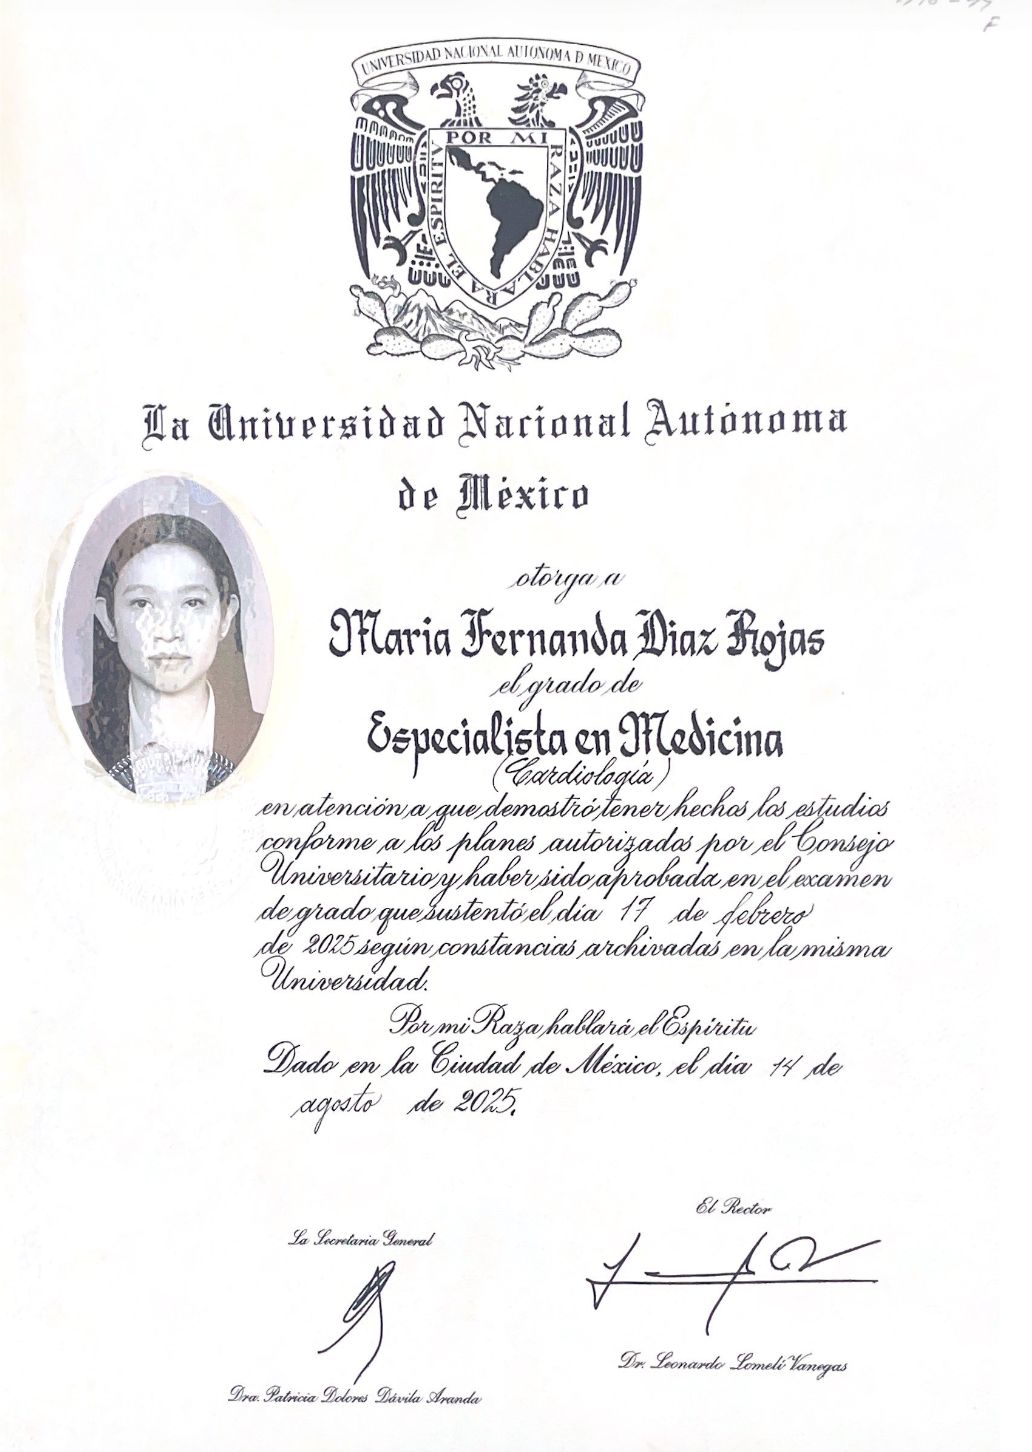 UNIVERSIDAD NACIONAL AUTONOMA D MEXICO
POR MI RAZA HABLARA EL ESPIRITV
La Universidad Nacional Autónoma
de México
otorga a
Maria Fernanda Diaz Rojas
el grado de
Especialista en Medicina
(Cardiología)
en atención a que demostró tener hechos los estudios
conforme a los planes autorizados por el Consejo
Universitario y haber sido aprobada en el examen
de grado que sustentó el día 17 de febrero
de 2025 según constancias archivadas en la misma
Universidad.
Por mi Raza hablará el Espíritu
Dado en la Ciudad de México, el día 14 de
agosto de 2025.
El Rector
La Secretaria General
Dr. Leonardo Lomelí Vanegas
Dra. Patricia Dolores Dávila Aranda